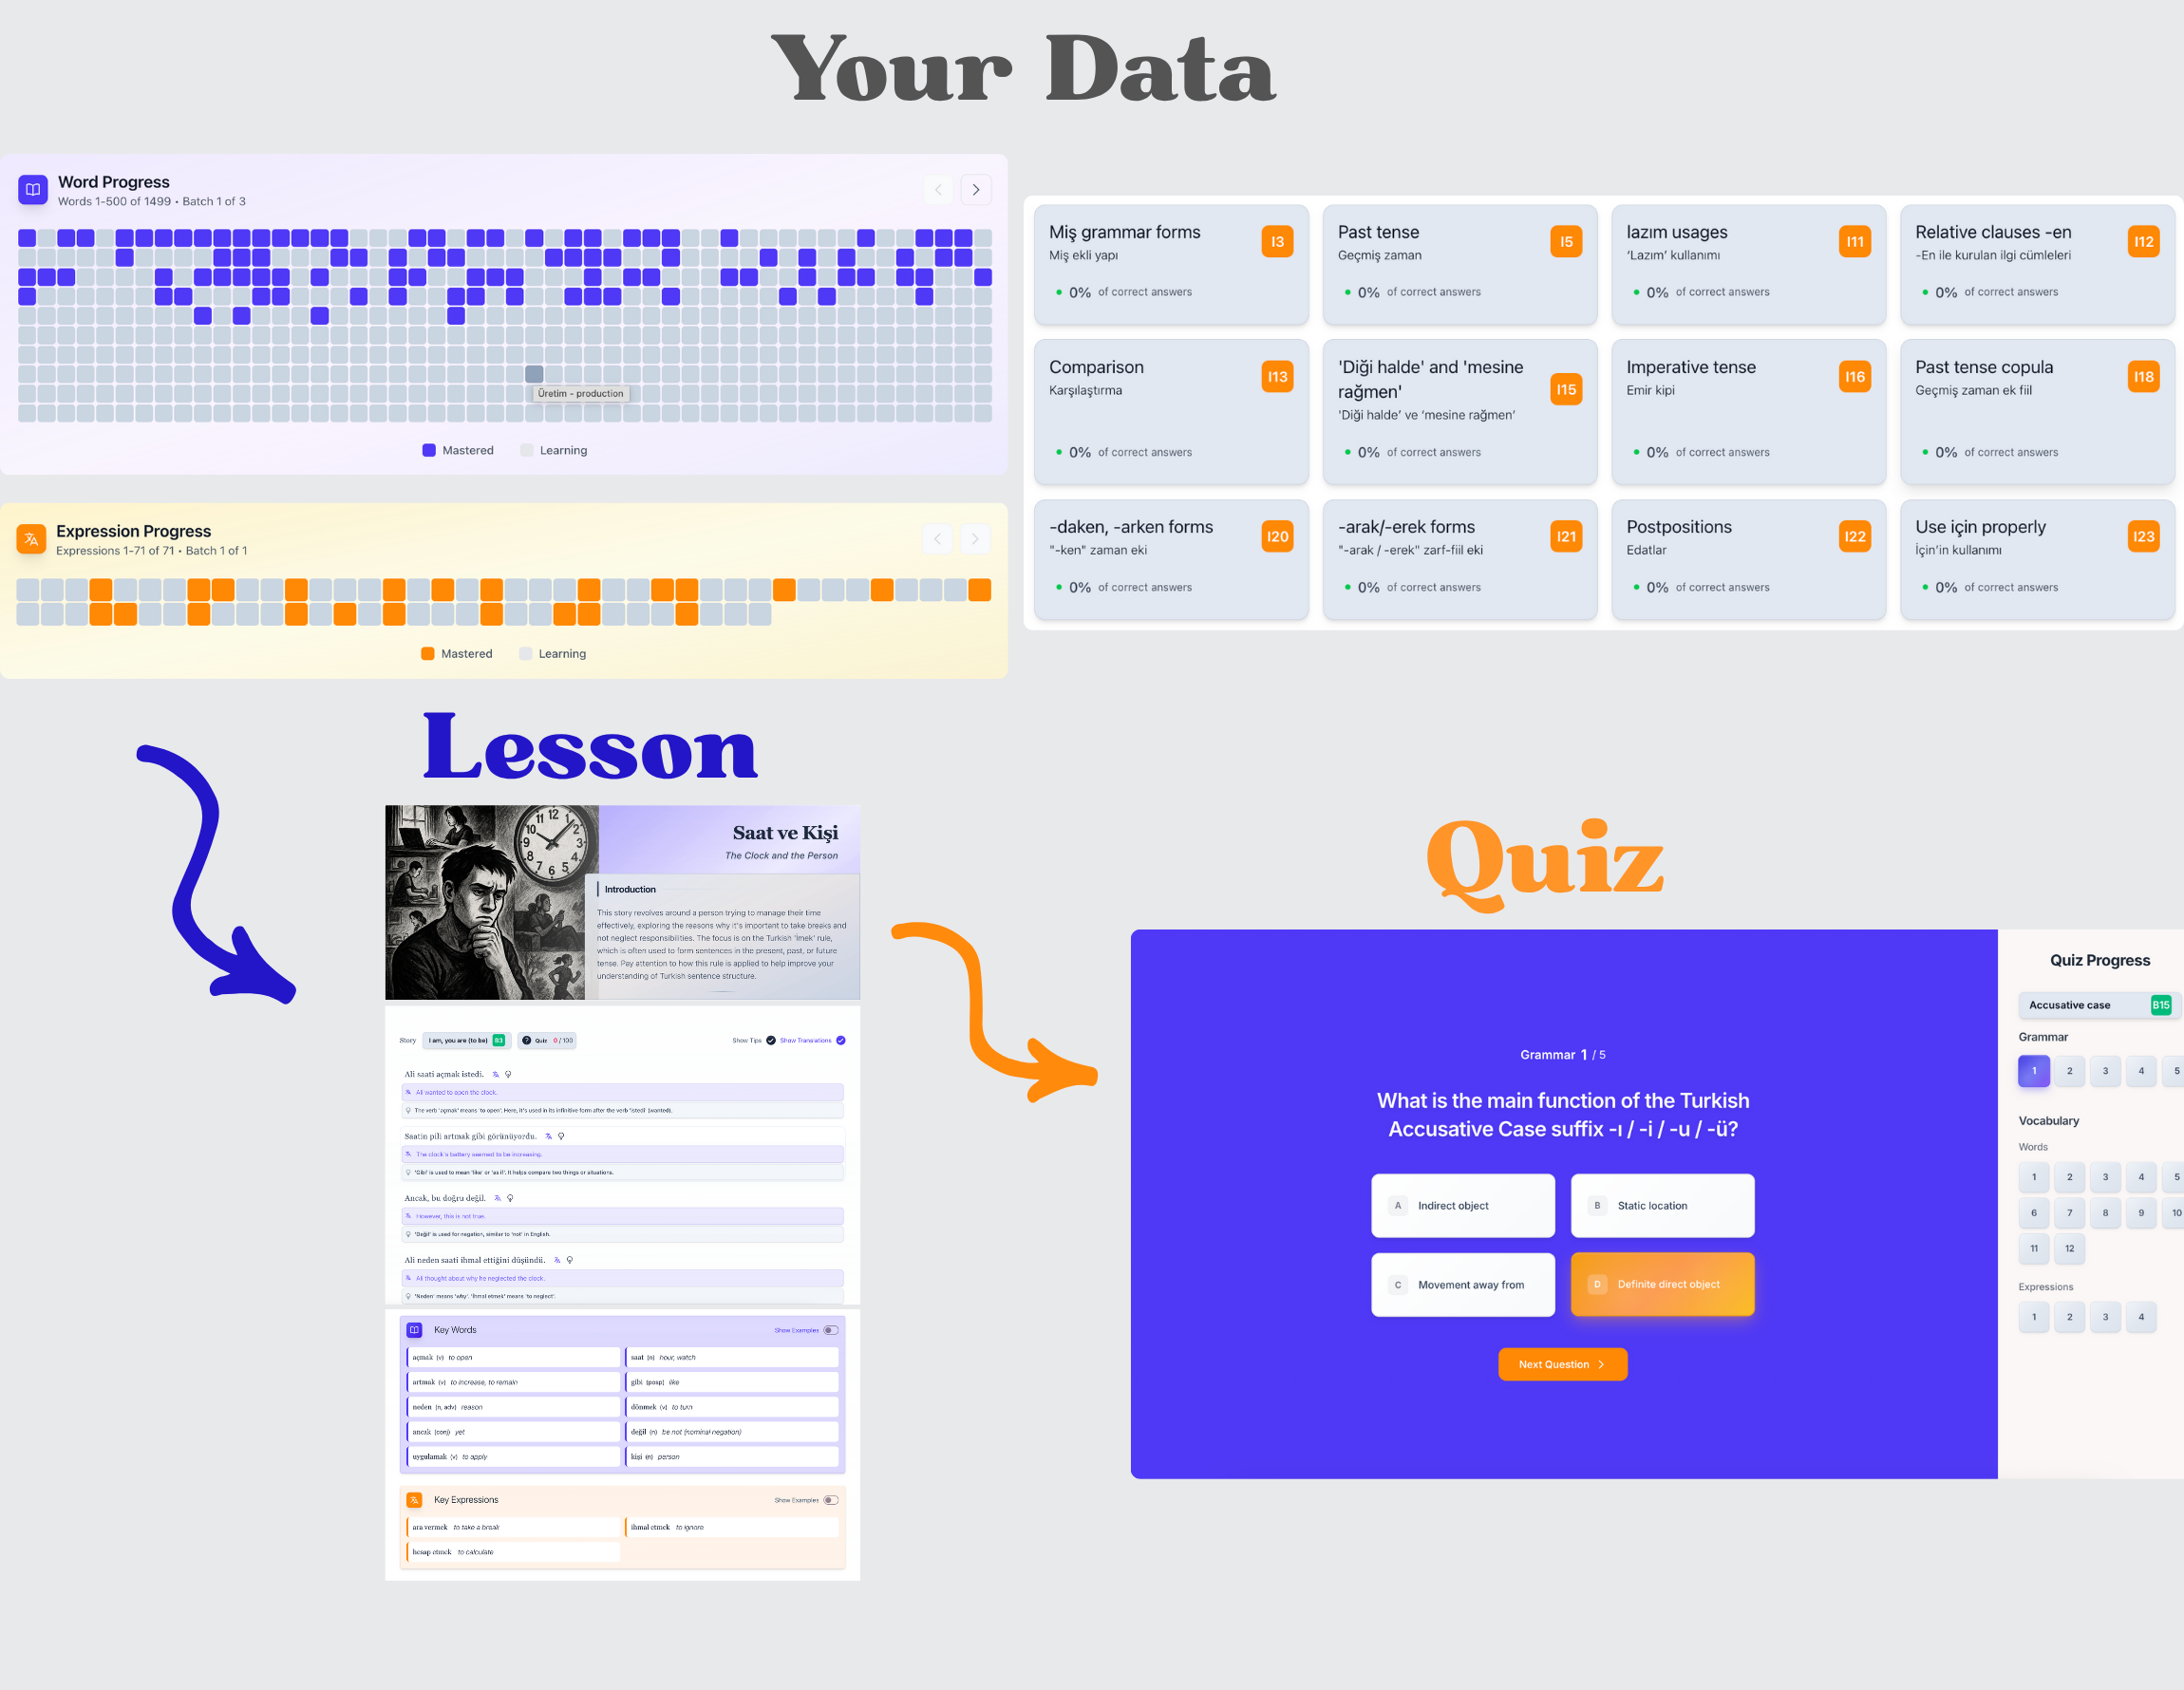 Your Data
Word Progress
Words 1-500 of 1499 • Batch 1 of 3
Üretim - production
Mastered
Learning
Expression Progress
Expressions 1-71 of 71 • Batch 1 of 1
Mastered
Learning
Miş grammar forms
I3
Miş ekli yapı
0% of correct answers
Past tense
I5
Geçmiş zaman
0% of correct answers
lazım usages
I11
‘Lazım’ kullanımı
0% of correct answers
Relative clauses -en
I12
-En ile kurulan ilgi cümleleri
0% of correct answers
Comparison
I13
Karşılaştırma
0% of correct answers
'Diği halde' and 'mesine
rağmen'
I15
'Diği halde’ ve ‘mesine rağmen’
0% of correct answers
Imperative tense
I16
Emir kipi
0% of correct answers
Past tense copula
I18
Geçmiş zaman ek fiil
0% of correct answers
-daken, -arken forms
I20
"-ken" zaman eki
0% of correct answers
-arak/-erek forms
I21
"-arak / -erek" zarf-fiil eki
0% of correct answers
Postpositions
I22
Edatlar
0% of correct answers
Use için properly
I23
İçin’in kullanımı
0% of correct answers
Lesson
11 12 1 2 3 4 5 6 7 8 9 10
Saat ve Kişi
The Clock and the Person
Introduction
This story revolves around a person trying to manage their time
effectively, exploring the reasons why it's important to take breaks and
not neglect responsibilities. The focus is on the Turkish 'İmek' rule,
which is often used to form sentences in the present, past, or future
tense. Pay attention to how this rule is applied to help improve your
understanding of Turkish sentence structure.
Story
I am, you are (to be) B3
? Quiz 0 / 100
Show Tips
Show Translations
Ali saati açmak istedi.
Ali wanted to open the clock.
The verb 'açmak' means 'to open'. Here, it's used in its infinitive form after the verb 'istedi' (wanted).
Saatin pili artmak gibi görünüyordu.
The clock's battery seemed to be increasing.
'Gibi' is used to mean 'like' or 'as if'. It helps compare two things or situations.
Ancak, bu doğru değil.
However, this is not true.
'Değil' is used for negation, similar to 'not' in English.
Ali neden saati ihmal ettiğini düşündü.
Ali thought about why he neglected the clock.
'Neden' means 'why'. 'İhmal etmek' means 'to neglect'.
Key Words
Show Examples
açmak (v) to open
saat (n) hour, watch
artmak (v) to increase, to remain
gibi (posp) like
neden (n, adv) reason
dönmek (v) to turn
ancak (conj) yet
değil (n) be not (nominal negation)
uygulamak (v) to apply
kişi (n) person
Key Expressions
Show Examples
ara vermek to take a break
ihmal etmek to ignore
hesap etmek to calculate
Quiz
Grammar 1 / 5
What is the main function of the Turkish
Accusative Case suffix -ı / -i / -u / -ü?
A Indirect object
B Static location
C Movement away from
D Definite direct object
Next Question
Quiz Progress
Accusative case B15
Grammar
1 2 3 4 5
Vocabulary
Words
1 2 3 4 5
6 7 8 9 10
11 12
Expressions
1 2 3 4